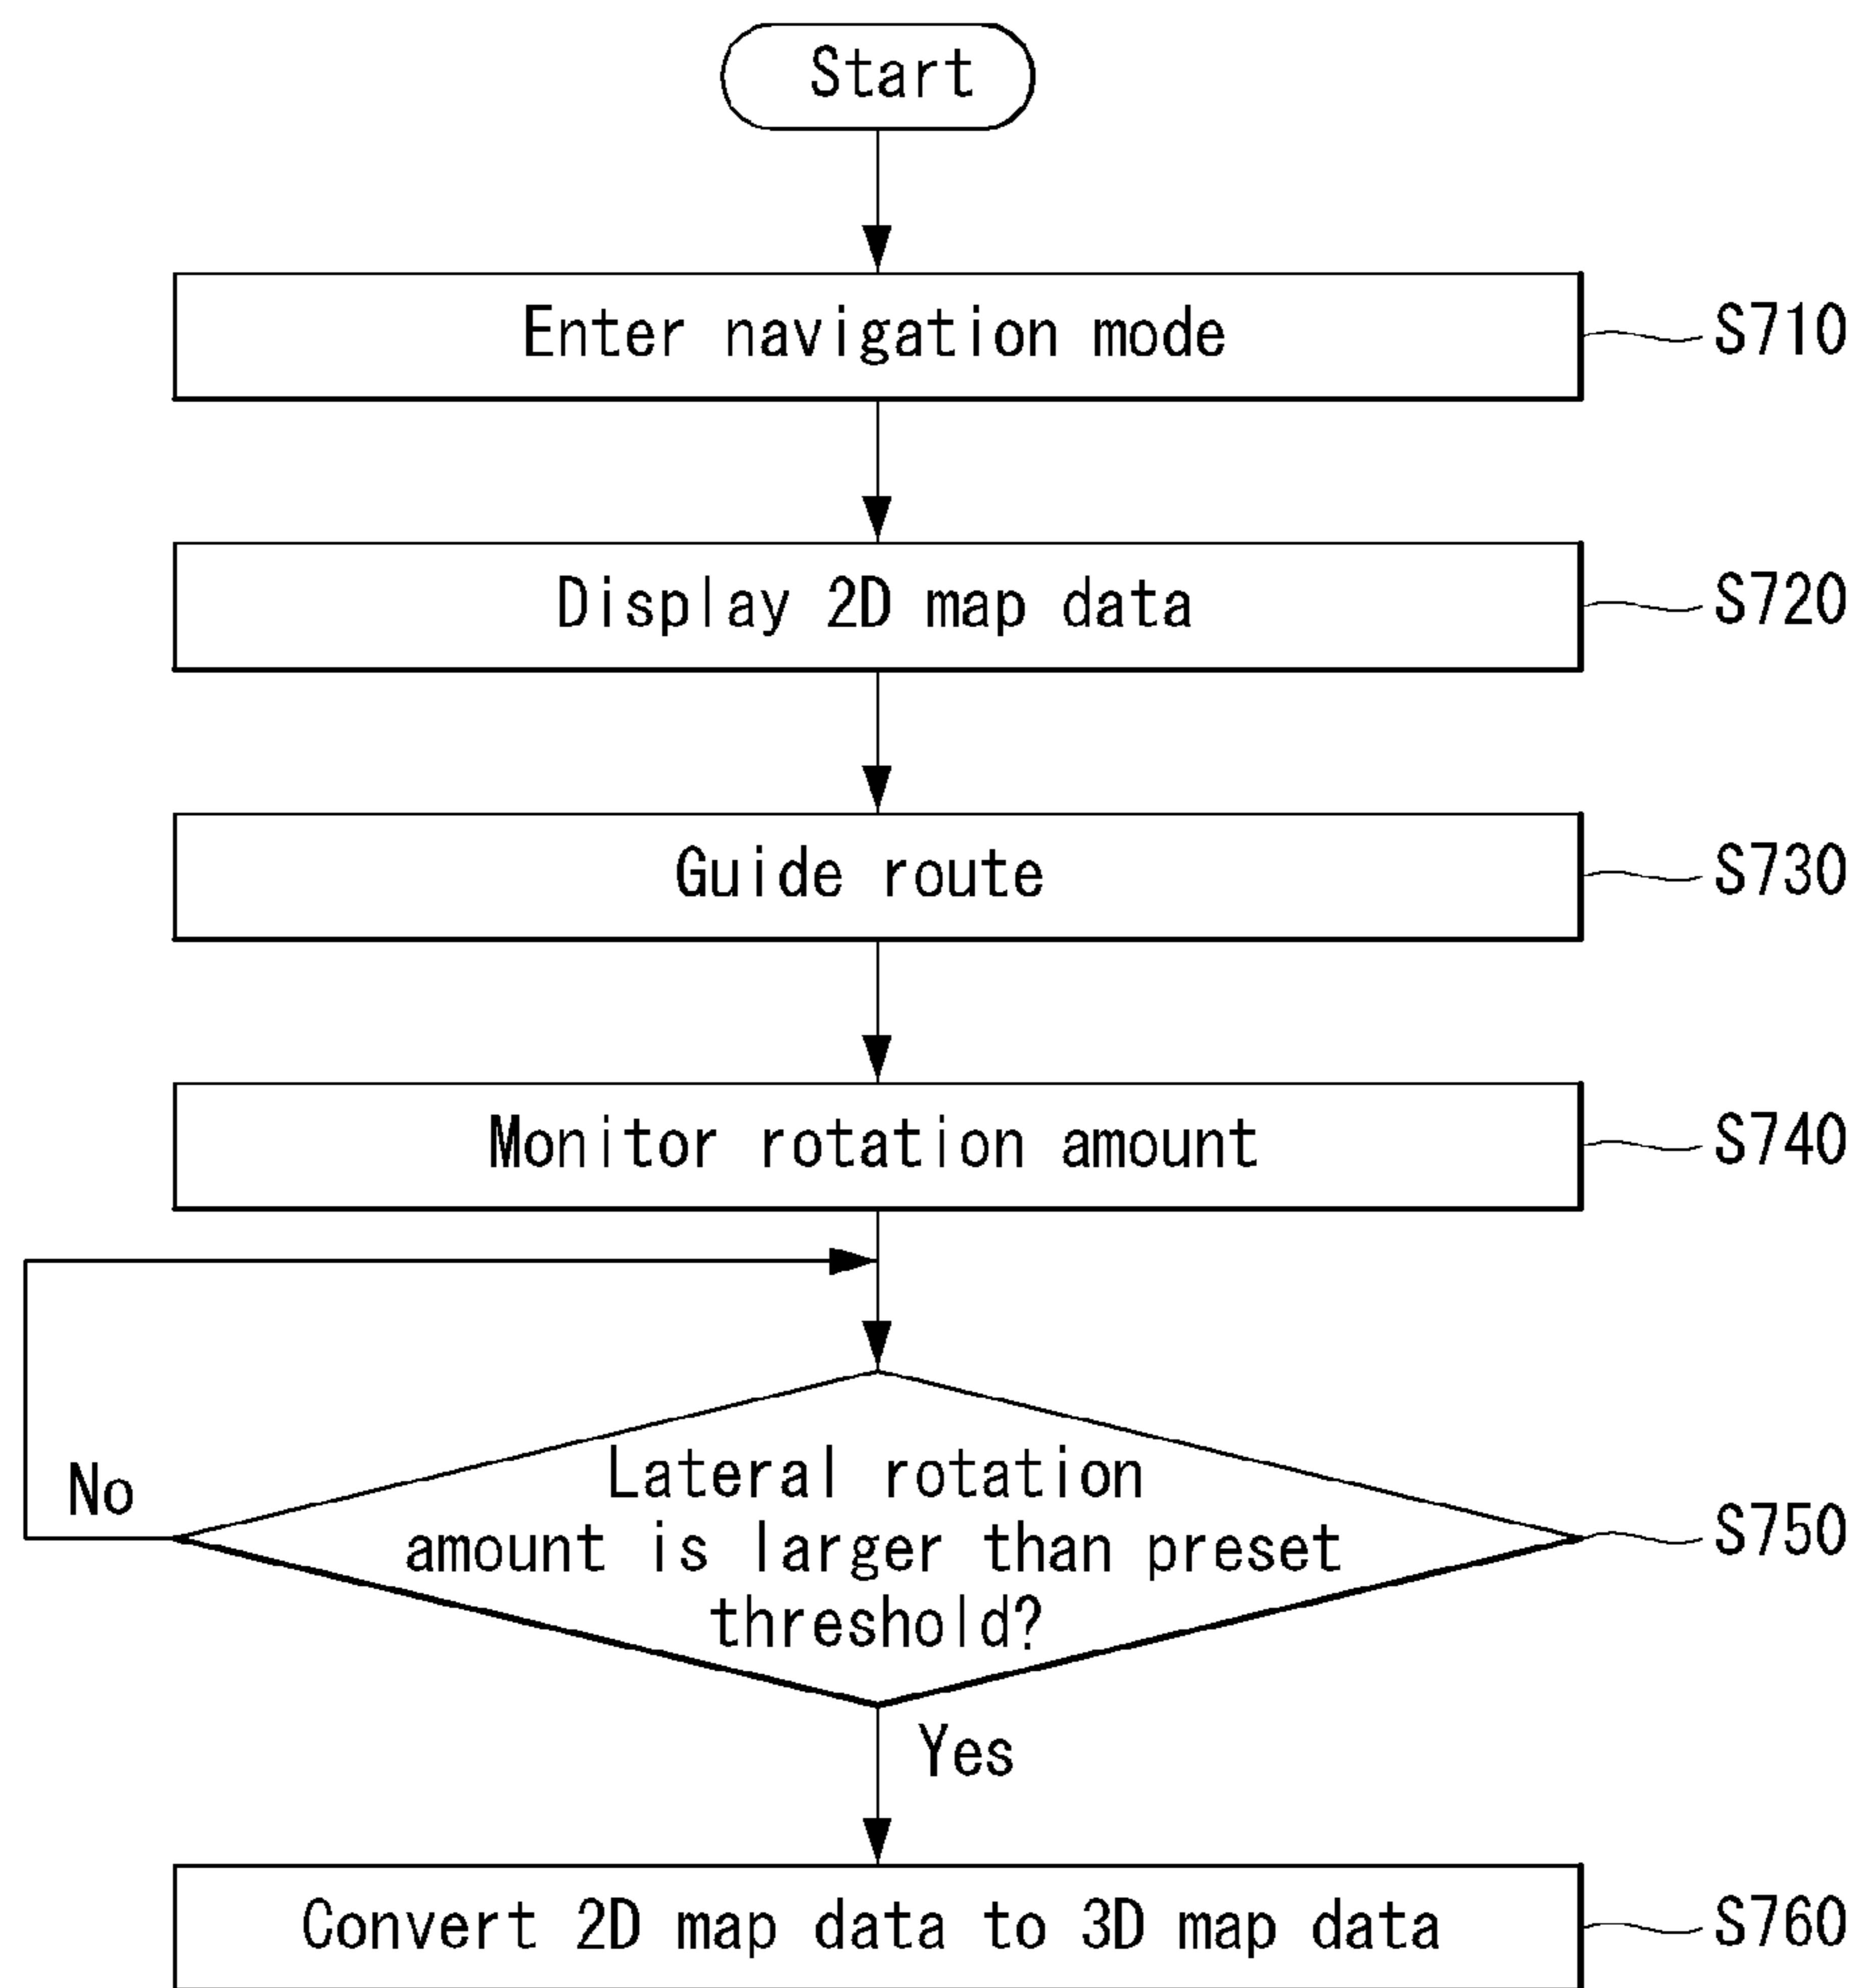 Start
Enter navigation mode
S710
Display 2D map data
S720
Guide route
S730
Monitor rotation amount
S740
Lateral rotation
amount is larger than preset
threshold?
S750
No
Yes
Convert 2D map data to 3D map data
S760